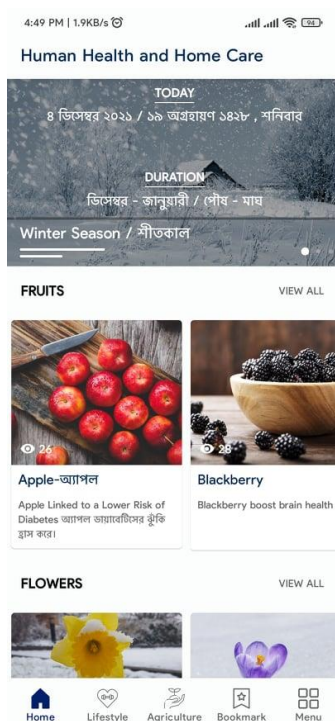 4:49 PM | 1.9KB/s
94
Human Health and Home Care
TODAY
৪ ডিসেম্বর ২০২১ / ১৯ অগ্রহায়ণ ১৪২৮ , শনিবার
DURATION
ডিসেম্বর - জানুয়ারী / পৌষ - মাঘ
Winter Season / শীতকাল
FRUITS VIEW ALL
26 28
Apple-অ্যাপল Blackberry
Apple Linked to a Lower Risk of Blackberry boost brain health
Diabetes অ্যাপল ডায়াবেটিসের ঝুঁকি
হ্রাস করে।
FLOWERS VIEW ALL
Home Lifestyle Agriculture Bookmark Menu